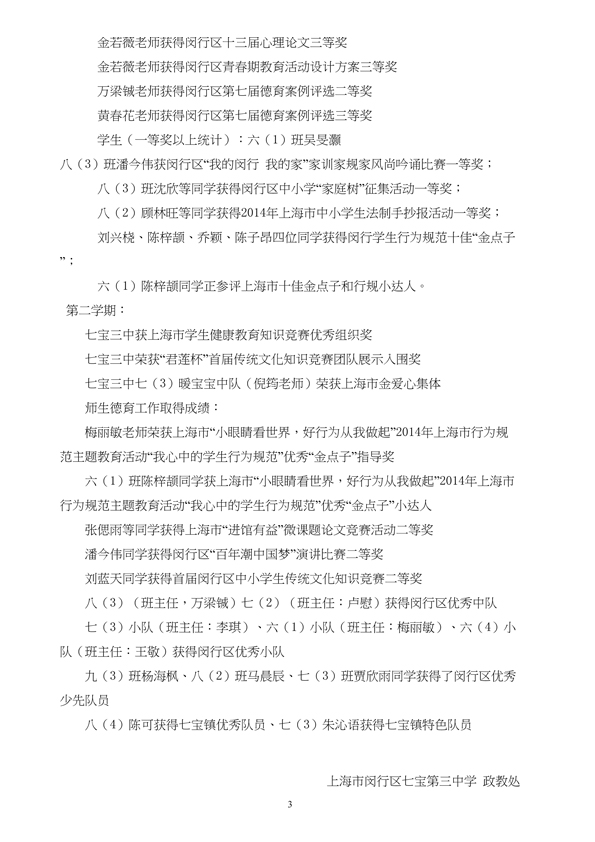 金若薇老师获得闵行区十三届心理论文三等奖
金若薇老师获得闵行区青春期教育活动设计方案三等奖
万梁铖老师获得闵行区第七届德育案例评选二等奖
黄春花老师获得闵行区第七届德育案例评选三等奖
学生（一等奖以上统计）：六（1）班吴旻灏
八（3）班潘今伟获闵行区“我的闵行 我的家”家训家规家风尚吟诵比赛一等奖；
八（3）班沈欣等同学获得闵行区中小学“家庭树”征集活动一等奖；
八（2）顾林旺等同学获得2014年上海市中小学生法制手抄报活动一等奖；
刘兴桡、陈梓颉、乔颖、陈子昂四位同学获得闵行学生行为规范十佳“金点子
”；
六（1）陈梓颉同学正参评上海市十佳金点子和行规小达人。
第二学期：
七宝三中获上海市学生健康教育知识竞赛优秀组织奖
七宝三中荣获“君莲杯”首届传统文化知识竞赛团队展示入围奖
七宝三中七（3）暖宝宝中队（倪筠老师）荣获上海市金爱心集体
师生德育工作取得成绩：
梅丽敏老师荣获上海市“小眼睛看世界，好行为从我做起”2014年上海市行为规
范主题教育活动“我心中的学生行为规范”优秀“金点子”指导奖
六（1）班陈梓颉同学获上海市“小眼睛看世界，好行为从我做起”2014年上海市
行为规范主题教育活动“我心中的学生行为规范”优秀“金点子”小达人
张偲雨等同学获得上海市“进馆有益”微课题论文竞赛活动二等奖
潘今伟同学获得闵行区“百年潮中国梦”演讲比赛二等奖
刘蓝天同学获得首届闵行区中小学生传统文化知识竞赛二等奖
八（3）（班主任，万梁铖）七（2）（班主任：卢慰）获得闵行区优秀中队
七（3）小队（班主任：李琪）、六（1）小队（班主任：梅丽敏）、六（4）小
队（班主任：王敏）获得闵行区优秀小队
九（3）班杨海枫、八（2）班马晨辰、七（3）班贾欣雨同学获得了闵行区优秀
少先队员
八（4）陈可获得七宝镇优秀队员、七（3）朱沁语获得七宝镇特色队员
上海市闵行区七宝第三中学 政教处
3